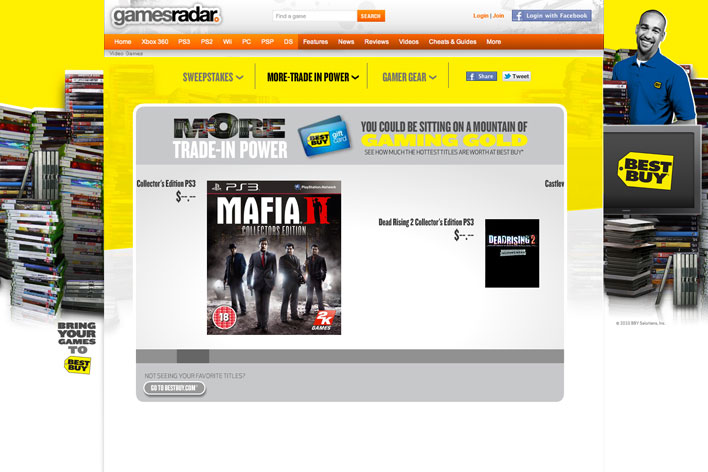 gamesradar.
Find a game
SEARCH
Login | Join
f Login with Facebook
Home Xbox 360 PS3 PS2 Wii PC PSP DS Features News Reviews Videos Cheats & Guides More
Video Games
SWEEPSTAKES
MORE-TRADE IN POWER
GAMER GEAR
f Share
Tweet
MORE
TRADE-IN POWER
BEST BUY gift card
YOU COULD BE SITTING ON A MOUNTAIN OF
GAMING GOLD
SEE HOW MUCH THE HOTTEST TITLES ARE WORTH AT BEST BUY
Collector's Edition PS3
$--.--
PS3 PlayStation Network
MAFIA II
COLLECTORS EDITION
18
2K
GAMES
Dead Rising 2 Collector's Edition PS3
$--.--
DEADRISING 2
Castlev
NOT SEEING YOUR FAVORITE TITLES?
GO TO BESTBUY.COM
BRING
YOUR
GAMES
TO
BEST
BUY
BEST
BUY
© 2010 BBY Solutions, Inc.